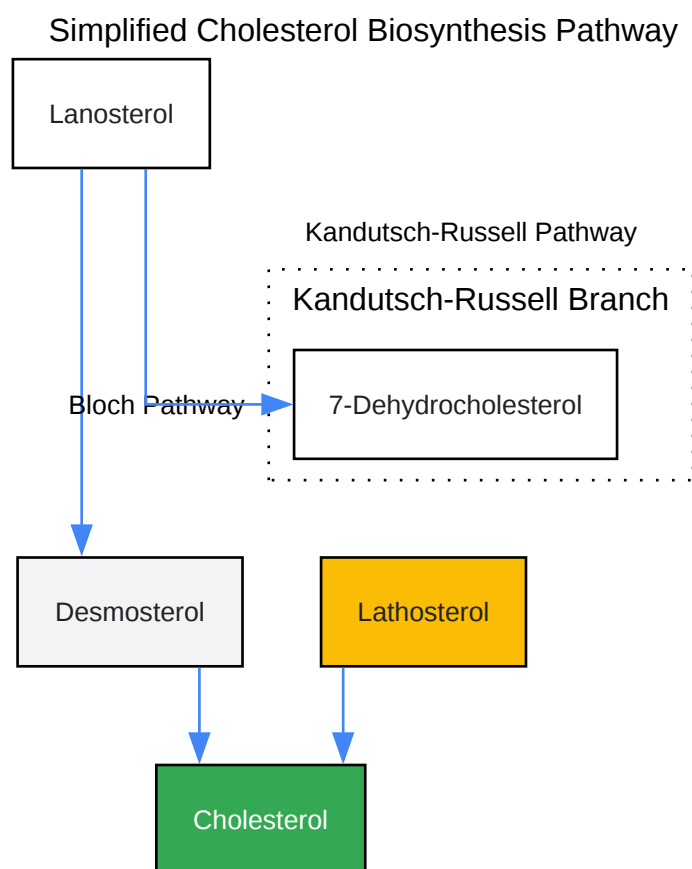 Simplified Cholesterol Biosynthesis Pathway
Lanosterol
Kandutsch-Russell Pathway
Kandutsch-Russell Branch
Bloch Pathway
7-Dehydrocholesterol
Desmosterol
Lathosterol
Cholesterol